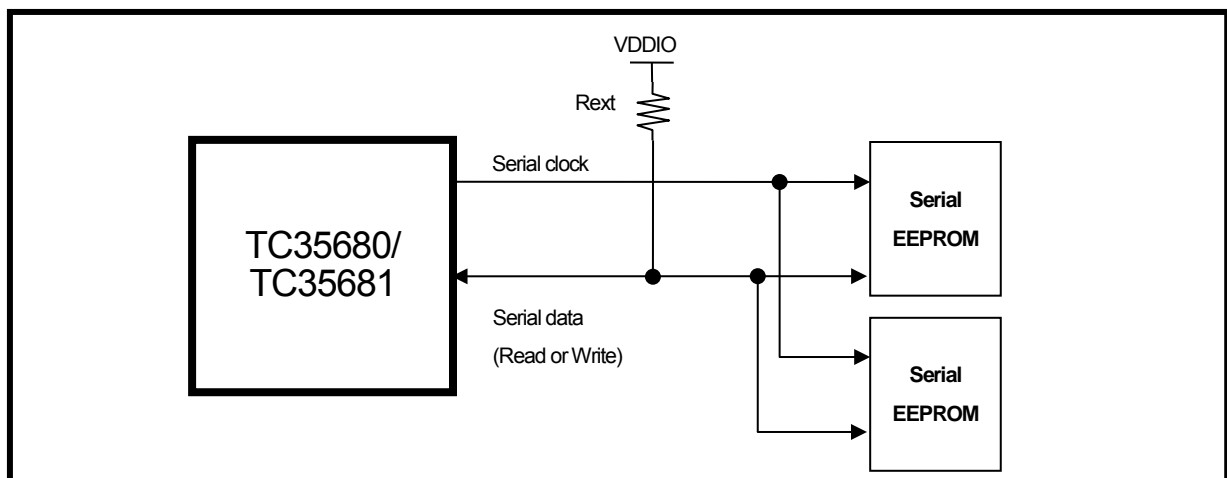 VDDIO
Rext
Serial clock
Serial
EEPROM
TC35680/
TC35681
Serial data
(Read or Write)
Serial
EEPROM